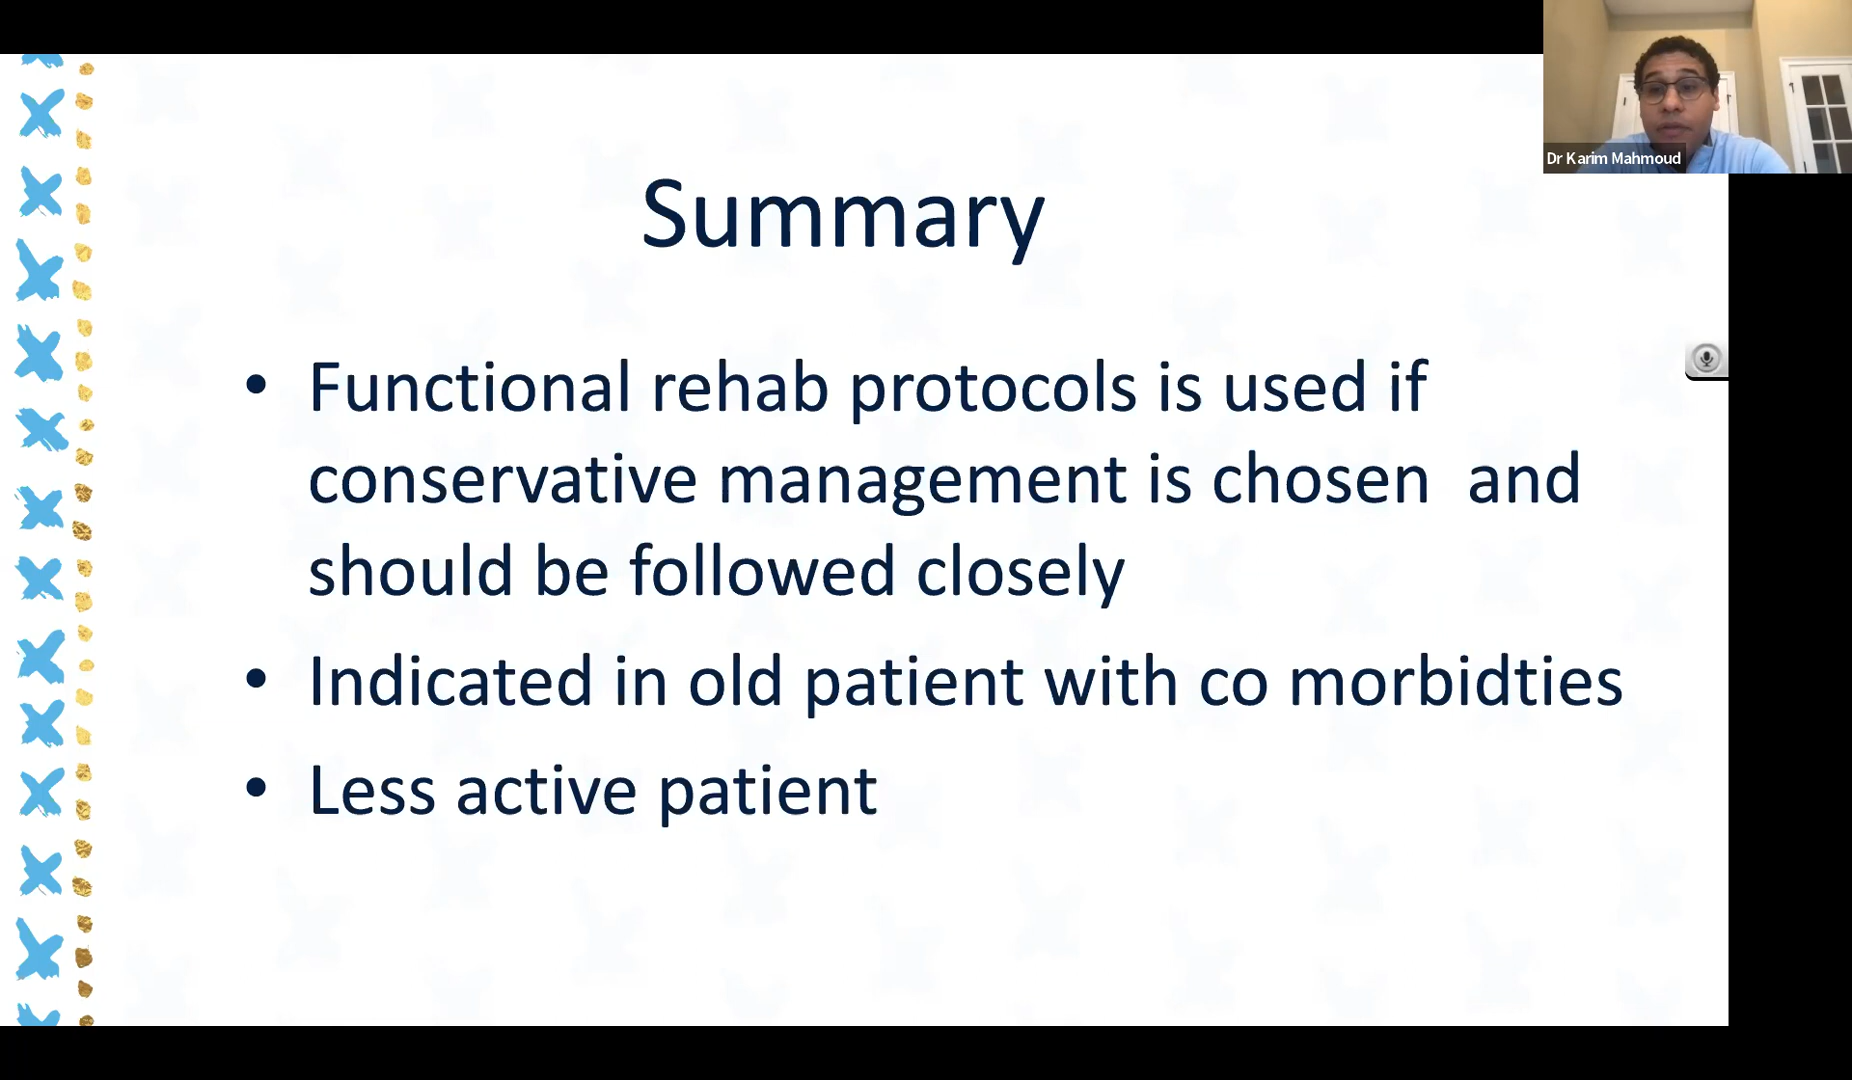 Dr Karim Mahmoud
Summary
• Functional rehab protocols is used if
conservative management is chosen  and
should be followed closely
• Indicated in old patient with co morbidties
• Less active patient